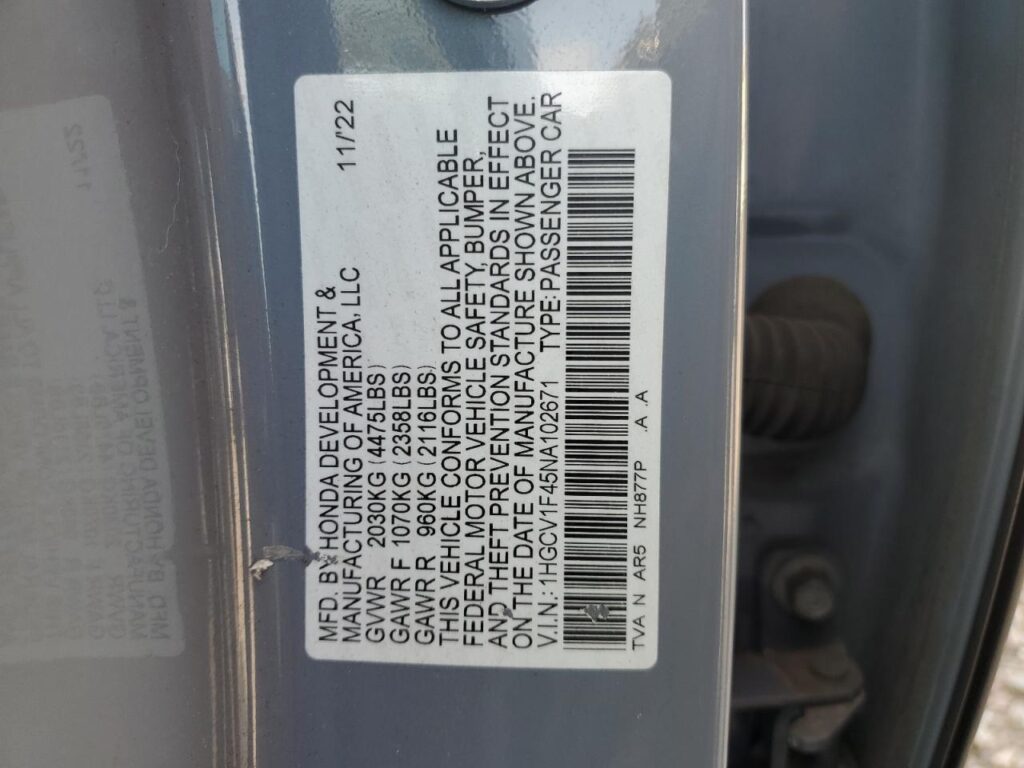 MFD. BY HONDA DEVELOPMENT &
MANUFACTURING OF AMERICA, LLC 11/'22
GVWR 2030KG (4475LBS)
GAWR F 1070KG (2358LBS)
GAWR R 960KG (2116LBS)
THIS VEHICLE CONFORMS TO ALL APPLICABLE
FEDERAL MOTOR VEHICLE SAFETY, BUMPER,
AND THEFT PREVENTION STANDARDS IN EFFECT
ON THE DATE OF MANUFACTURE SHOWN ABOVE.
V.I.N.: 1HGCV1F45NA102671 TYPE: PASSENGER CAR
TVA N AR5 NH877P .A .A